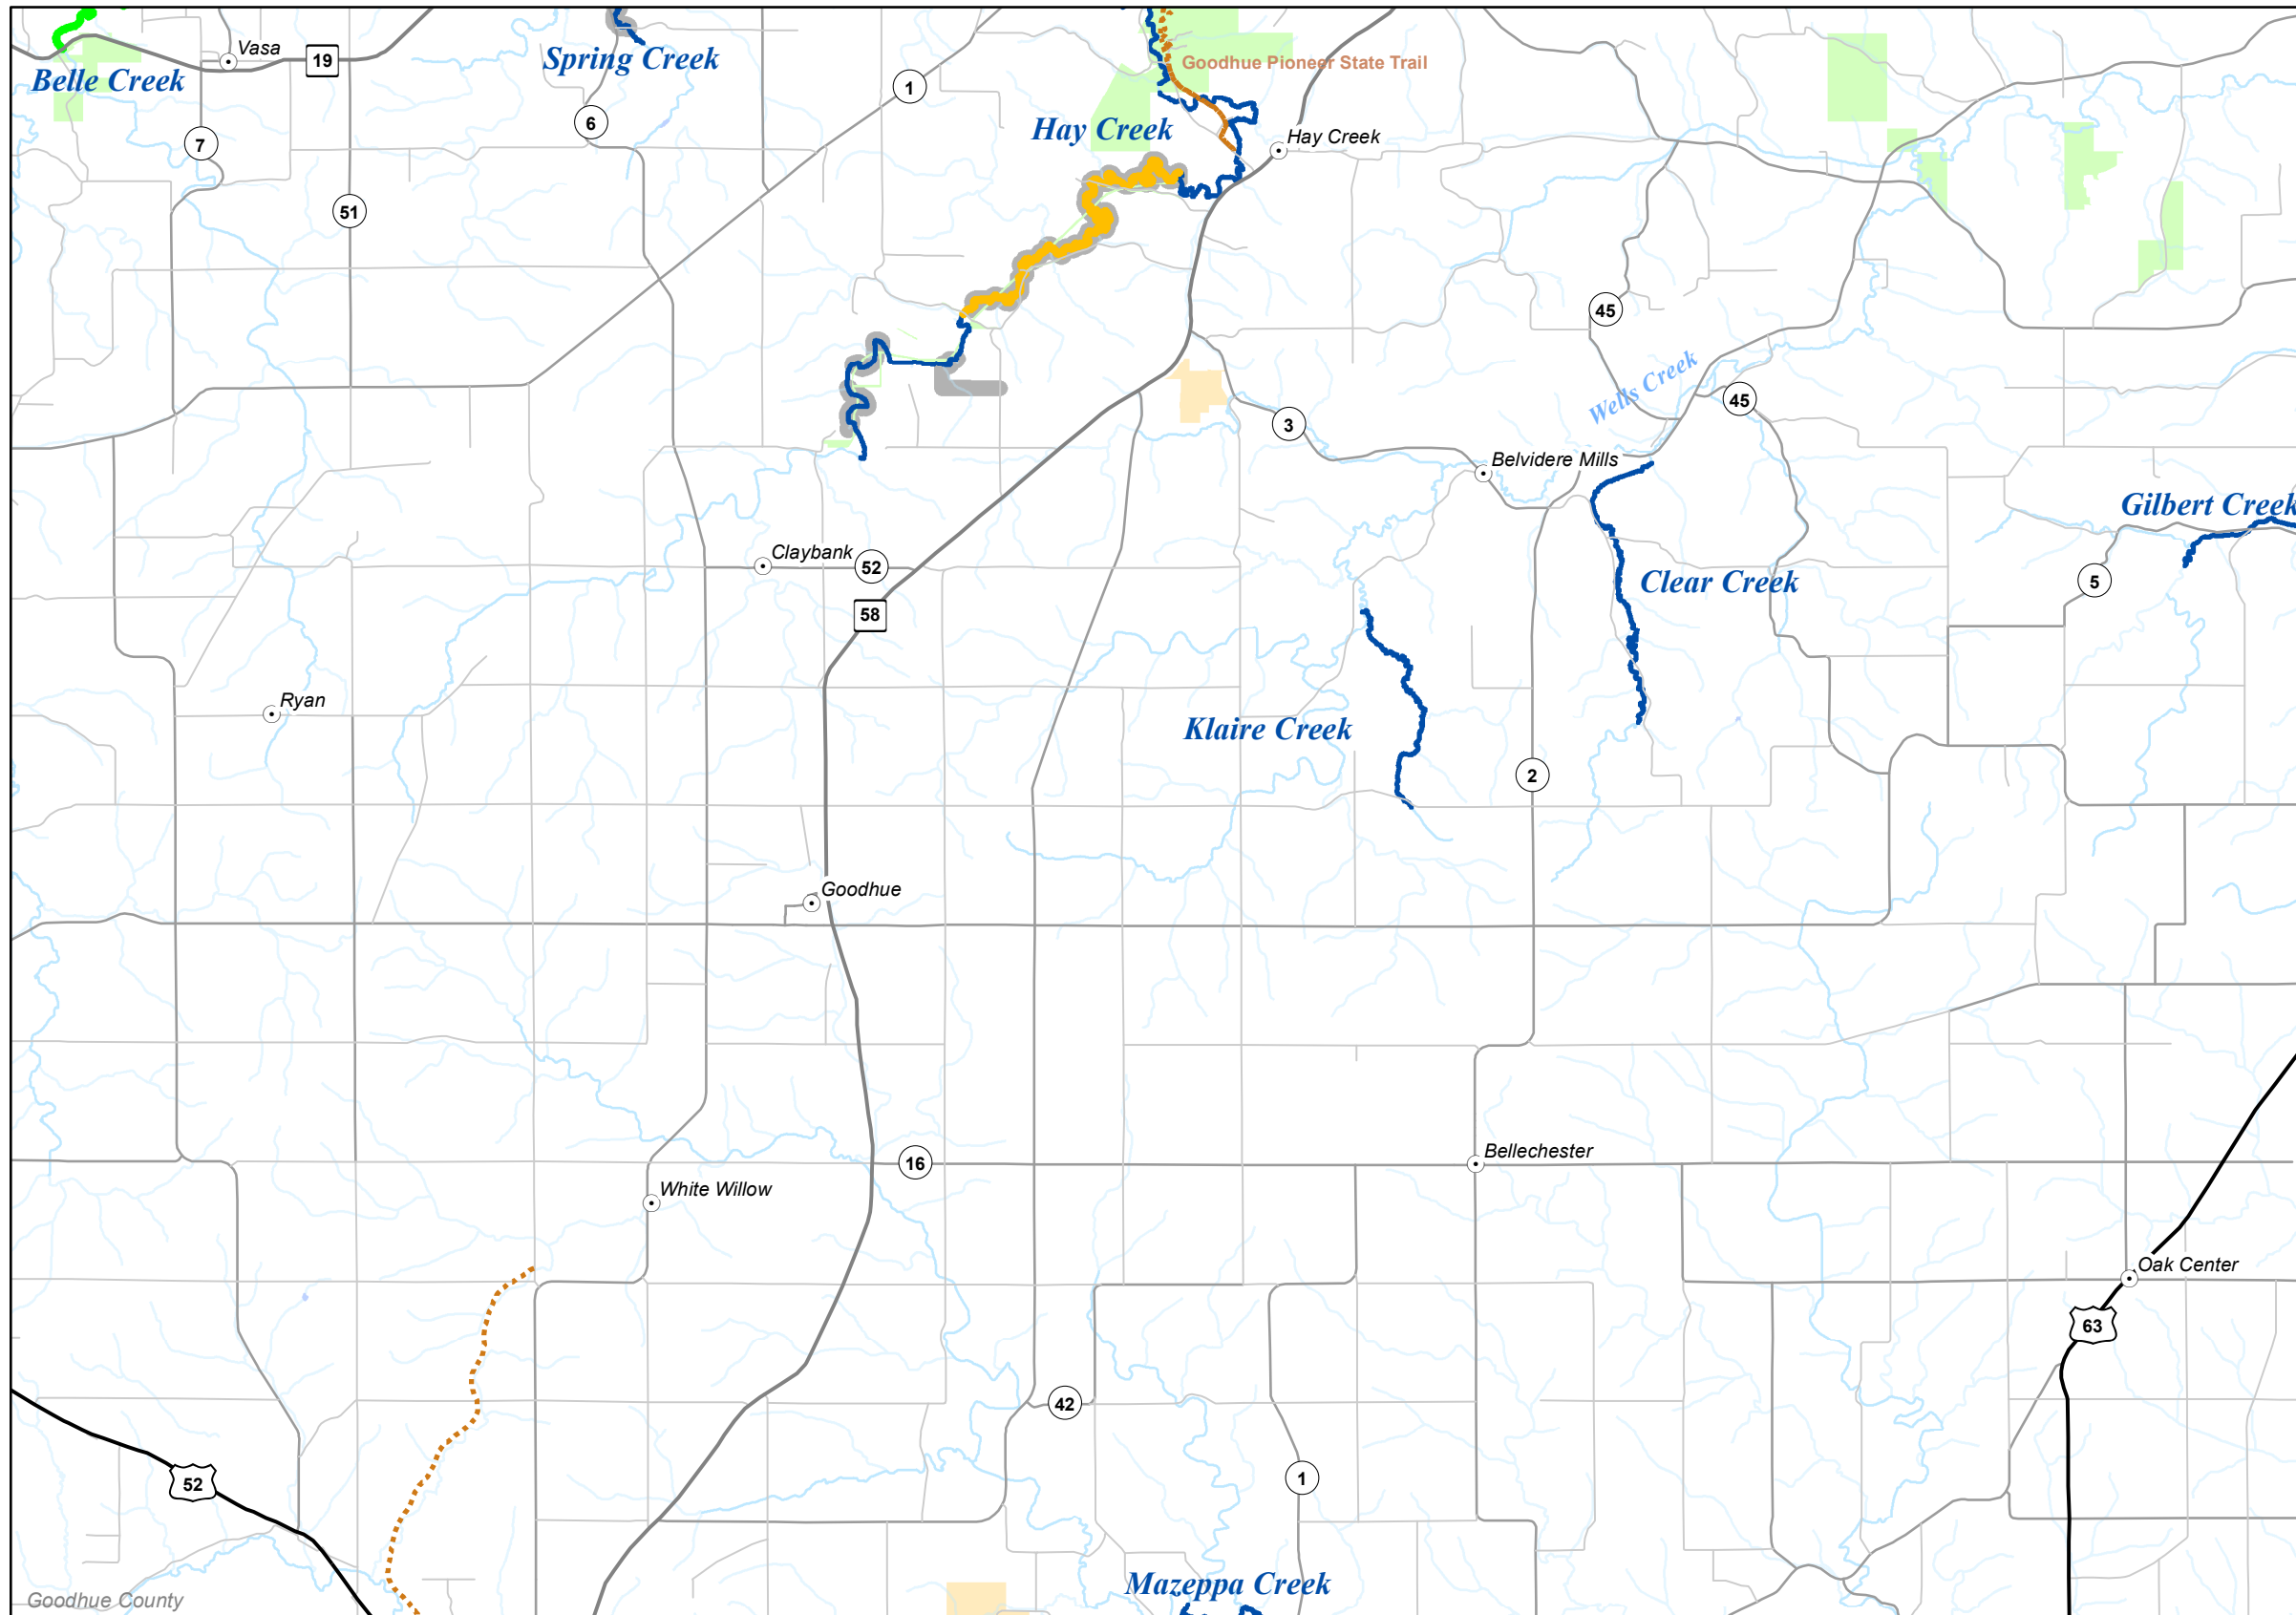 Vasa
19
Spring Creek
Belle Creek
Goodhue Pioneer State Trail
1
6
Hay Creek
Hay Creek
7
51
45
Wells Creek
45
3
Belvidere Mills
Gilbert Creek
Claybank
52
58
Clear Creek
5
Ryan
Klaire Creek
2
Goodhue
16
Bellechester
White Willow
Oak Center
63
42
52
1
Mazeppa Creek
Goodhue County